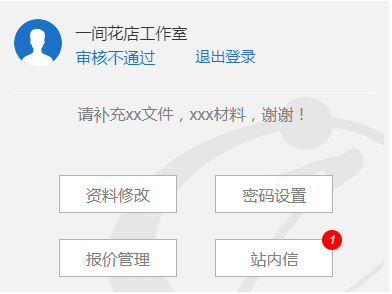 一间花店工作室
审核不通过 退出登录
请补充xx文件，xxx材料，谢谢！
资料修改 密码设置
1
报价管理 站内信